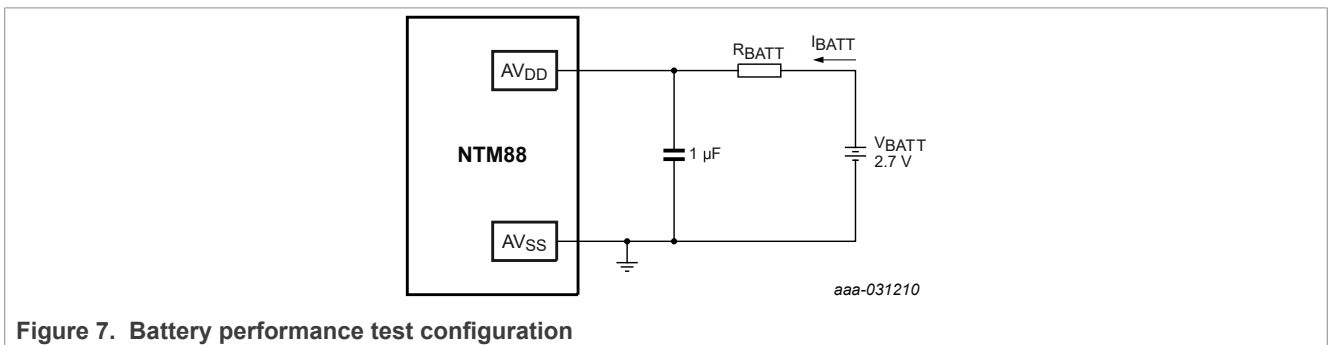 RBATT
IBATT
AVDD
NTM88
1 µF
VBATT
2.7 V
AVSS
aaa-031210
Figure 7. Battery performance test configuration